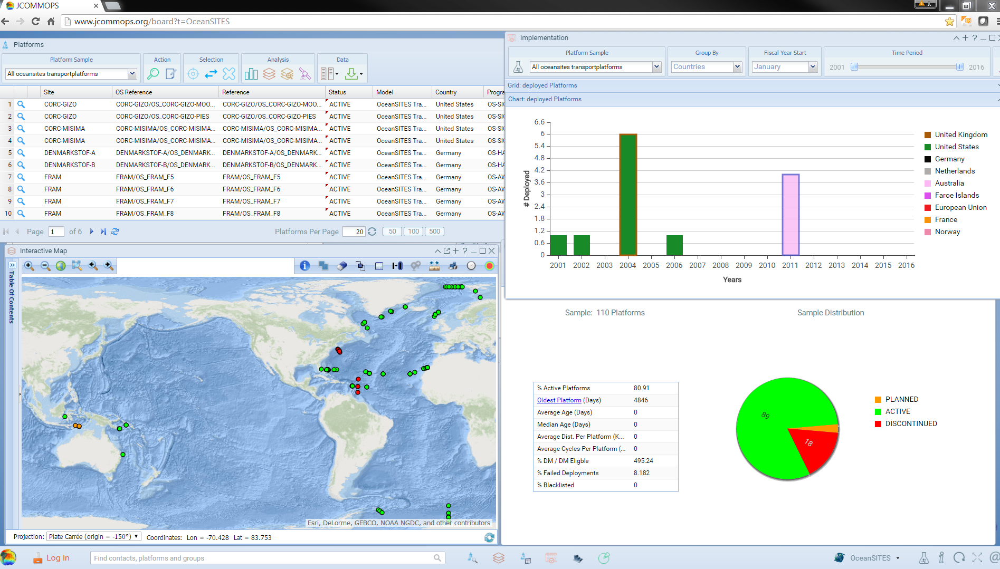 JCOMMOPS
www.jcommops.org/board?t=OceanSITES
Platforms
Platform Sample Action Selection Analysis Data
All oceansites transportplatforms
Site OS Reference Reference Status Model Country Progra
1 CORC-GIZO CORC-GIZO/OS_CORC-GIZO-MOO... CORC-GIZO/OS_CORC-GIZO-MOO... ACTIVE OceanSITES Tra... United States OS-SIO
2 CORC-GIZO CORC-GIZO/OS_CORC-GIZO-PIES CORC-GIZO/OS_CORC-GIZO-PIES ACTIVE OceanSITES Tra... United States OS-SIO
3 CORC-MISIMA CORC-MISIMA/OS_CORC-MISIMA... CORC-MISIMA/OS_CORC-MISIMA... ACTIVE OceanSITES Tra... United States OS-SIO
4 CORC-MISIMA CORC-MISIMA/OS_CORC-MISIMA... CORC-MISIMA/OS_CORC-MISIMA... ACTIVE OceanSITES Tra... United States OS-SIO
5 DENMARKSTOF-A DENMARKSTOF-A/OS_DENMARK... DENMARKSTOF-A/OS_DENMARK... ACTIVE OceanSITES Tra... Germany OS-HA
6 DENMARKSTOF-B DENMARKSTOF-B/OS_DENMARK... DENMARKSTOF-B/OS_DENMARK... ACTIVE OceanSITES Tra... Germany OS-HA
7 FRAM FRAM/OS_FRAM_F5 FRAM/OS_FRAM_F5 ACTIVE OceanSITES Tra... Germany OS-AW
8 FRAM FRAM/OS_FRAM_F6 FRAM/OS_FRAM_F6 ACTIVE OceanSITES Tra... Germany OS-AW
9 FRAM FRAM/OS_FRAM_F7 FRAM/OS_FRAM_F7 ACTIVE OceanSITES Tra... Germany OS-AW
10 FRAM FRAM/OS_FRAM_F8 FRAM/OS_FRAM_F8 ACTIVE OceanSITES Tra... Germany OS-AW
Page 1 of 6 Platforms Per Page 20 50 100 500
Implementation
Platform Sample Group By Fiscal Year Start Time Period
All oceansites transportplatforms Countries January 2001 2016
Grid: deployed Platforms
Chart: deployed Platforms
6.6
6
5.4
4.8
4.2
3.6
3
2.4
1.8
1.2
0.6
0
# Deployed
2001 2002 2003 2004 2005 2006 2007 2008 2009 2010 2011 2012 2013 2014 2015 2016
Years
United Kingdom
United States
Germany
Netherlands
Australia
Faroe Islands
European Union
France
Norway
Interactive Map
Table Of Contents
Esri, DeLorme, GEBCO, NOAA NGDC, and other contributors
Projection: Plate Carrée (origin = -150°) Coordinates: Lon = -70.428 Lat = 83.753
Sample: 110 Platforms
Sample Distribution
% Active Platforms 80.91
Oldest Platform (Days) 4846
Average Age (Days) 0
Median Age (Days) 0
Average Dist. Per Platform (K... 0
Average Cycles Per Platform (... 0
% DM / DM Eligble 495.24
% Failed Deployments 8.182
% Blacklisted 0
89
18
PLANNED
ACTIVE
DISCONTINUED
Log In
Find contacts, platforms and groups
OceanSITES